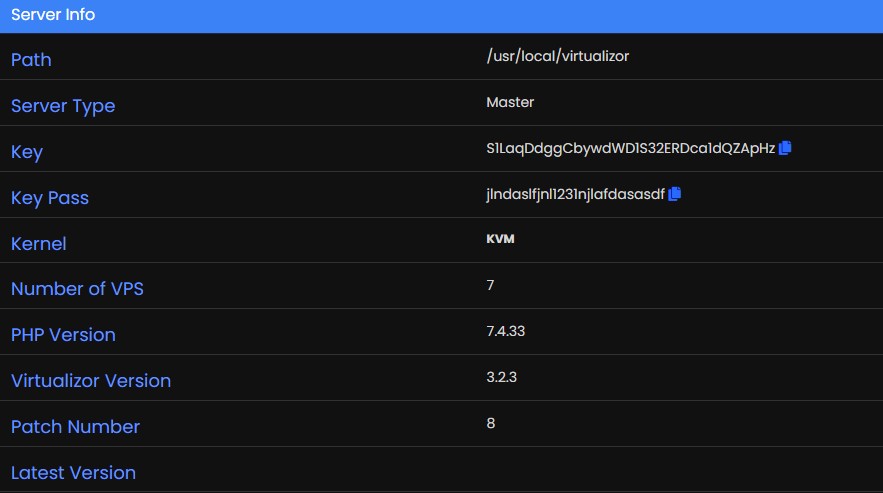 Server Info
Path /usr/local/virtualizor
Server Type Master
Key S1LaqDdggCbywdWD1S32ERDca1dQZApHz
Key Pass jlndaslfjnl1231njlafdasasdf
Kernel KVM
Number of VPS 7
PHP Version 7.4.33
Virtualizor Version 3.2.3
Patch Number 8
Latest Version